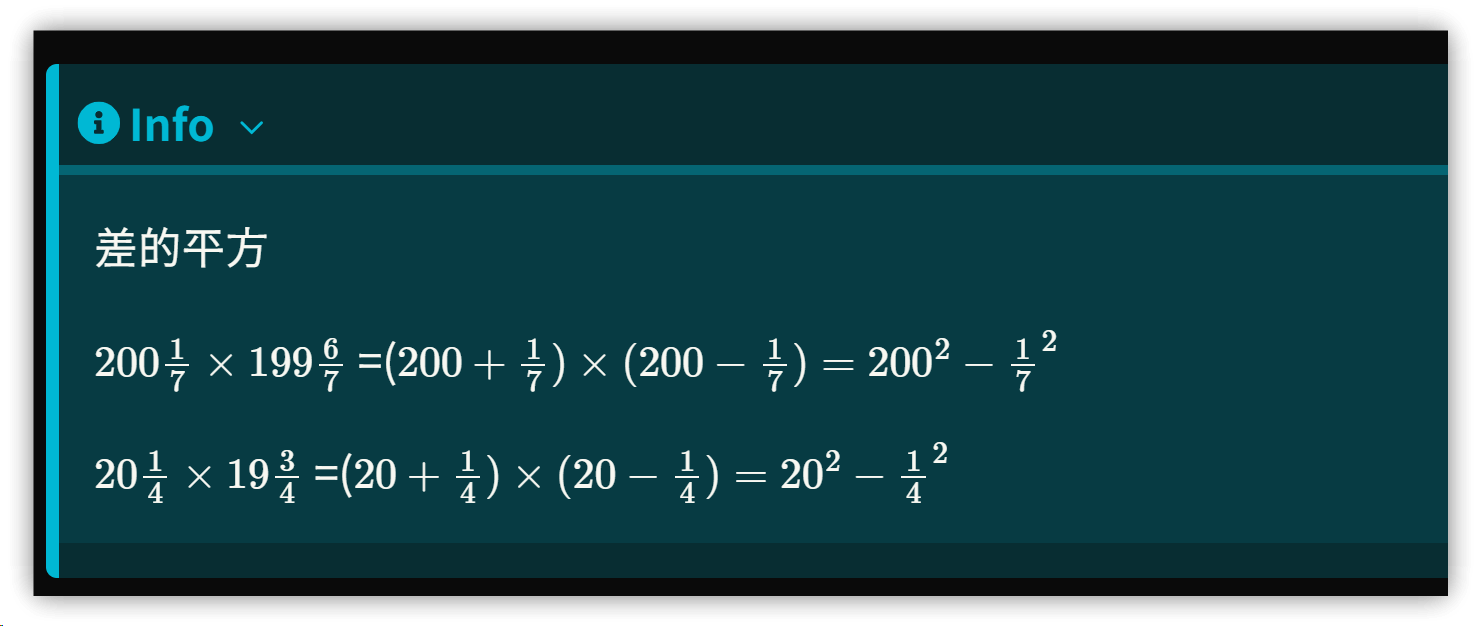 Info
差的平方
$200\frac{1}{7} \times 199\frac{6}{7}$ =($200 + \frac{1}{7}) \times (200 - \frac{1}{7}) = 200^2 - \frac{1}{7}^2$
$20\frac{1}{4} \times 19\frac{3}{4}$ =($20 + \frac{1}{4}) \times (20 - \frac{1}{4}) = 20^2 - \frac{1}{4}^2$